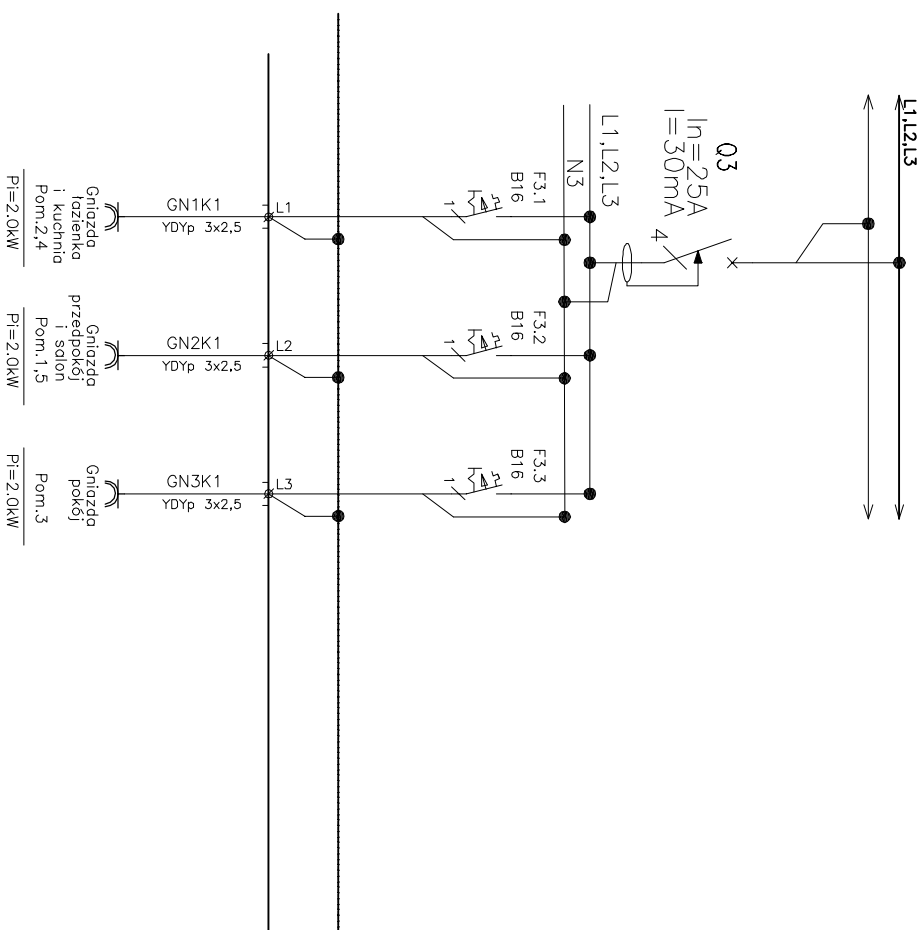 L1,L2,L3
Q3
In=25A
I=30mA
4
L1,L2,L3
N3
F3.1
B16
1
F3.2
B16
1
F3.3
B16
1
L1
L2
L3
GN1K1
YDYp 3x2,5
GN2K1
YDYp 3x2,5
GN3K1
YDYp 3x2,5
Gniazda
łazienka
i kuchnia
Pom.2,4
Pi=2.0kW
Gniazda
przedpokój
i salon
Pom.1,5
Pi=2.0kW
Gniazda
pokój
Pom.3
Pi=2.0kW